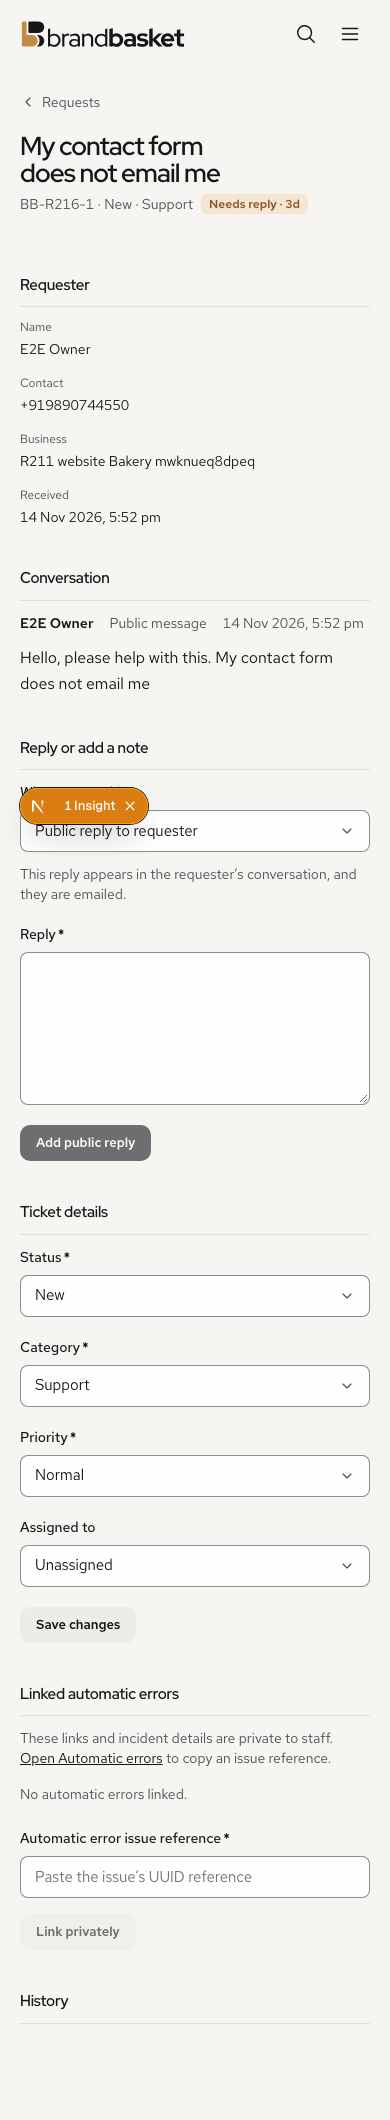 brandbasket
Requests
My contact form
does not email me
BB-R216-1 · New · Support Needs reply · 3d
Requester
Name
E2E Owner
Contact
+919890744550
Business
R211 website Bakery mwknueq8dpeq
Received
14 Nov 2026, 5:52 pm
Conversation
E2E Owner Public message 14 Nov 2026, 5:52 pm
Hello, please help with this. My contact form
does not email me
Reply or add a note
1 Insight
Public reply to requester
This reply appears in the requester’s conversation, and
they are emailed.
Reply *
Add public reply
Ticket details
Status *
New
Category *
Support
Priority *
Normal
Assigned to
Unassigned
Save changes
Linked automatic errors
These links and incident details are private to staff.
Open Automatic errors to copy an issue reference.
No automatic errors linked.
Automatic error issue reference *
Paste the issue’s UUID reference
Link privately
History